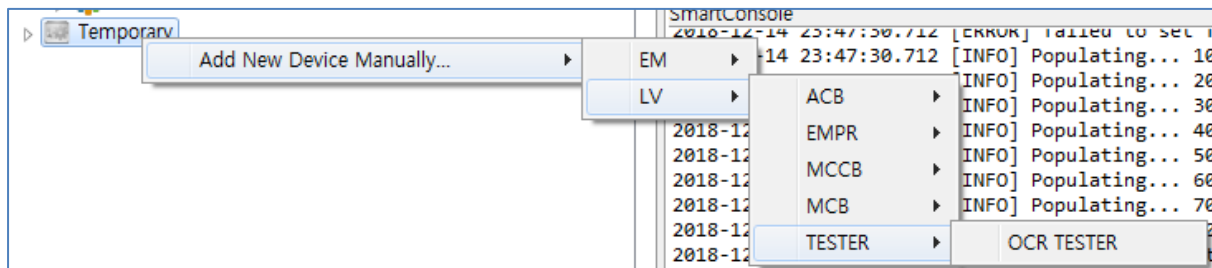 SmartConsole
Temporary
2018-12-14 23:47:30.712 [ERROR] failed to set
Add New Device Manually...
EM
-14 23:47:30.712 [INFO] Populating... 10
[INFO] Populating... 20
LV
ACB
INFO] Populating... 30
2018-12
EMPR
INFO] Populating... 40
2018-12
INFO] Populating... 50
2018-12
MCCB
INFO] Populating... 60
2018-12
MCB
INFO] Populating... 70
2018-12
TESTER
OCR TESTER
2018-12